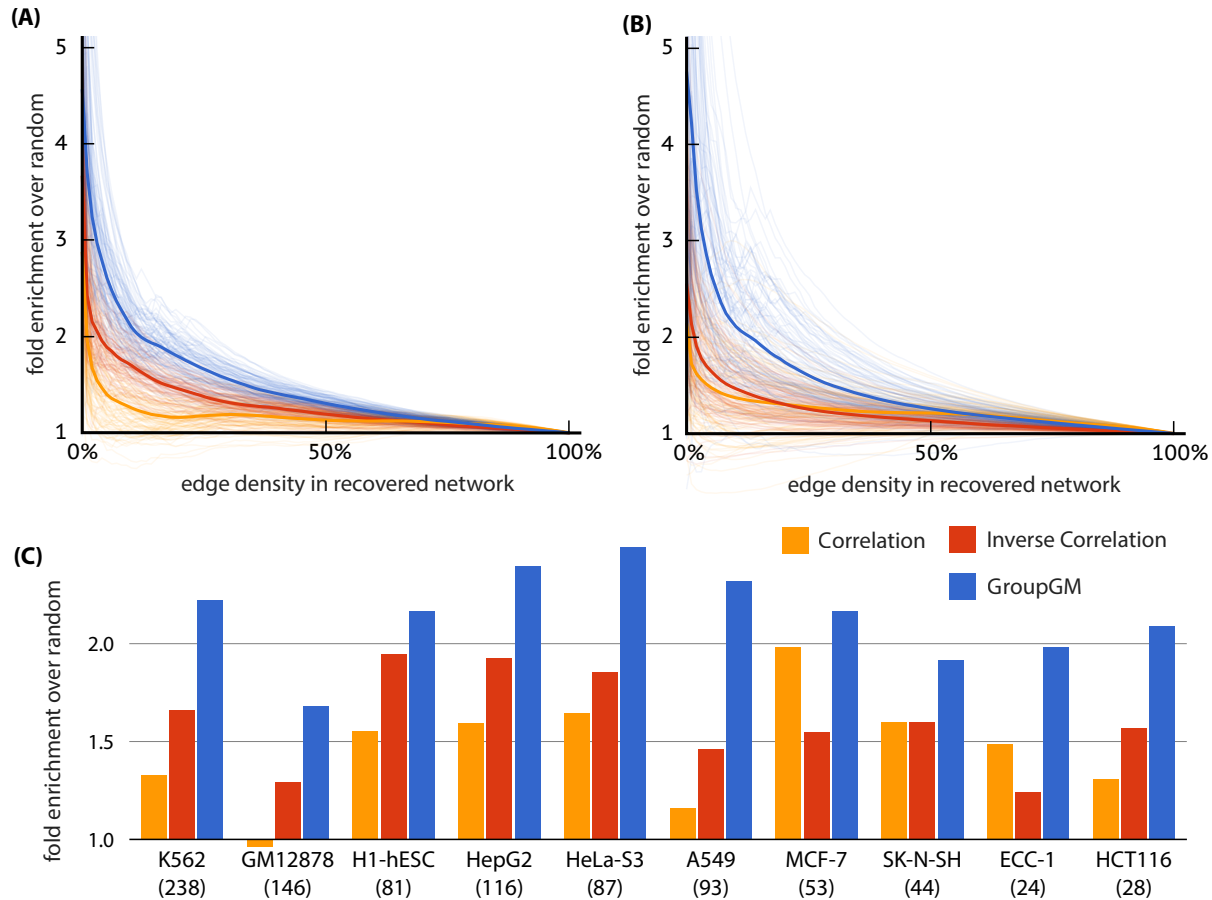 (A)
(B)
fold enrichment over random
5
4
3
2
1
0%
50%
100%
edge density in recovered network
fold enrichment over random
5
4
3
2
1
0%
50%
100%
edge density in recovered network
Correlation
Inverse Correlation
GroupGM
(C)
fold enrichment over random
2.0
1.5
1.0
K562 GM12878 H1-hESC HepG2 HeLa-S3 A549 MCF-7 SK-N-SH ECC-1 HCT116
(238) (146) (81) (116) (87) (93) (53) (44) (24) (28)